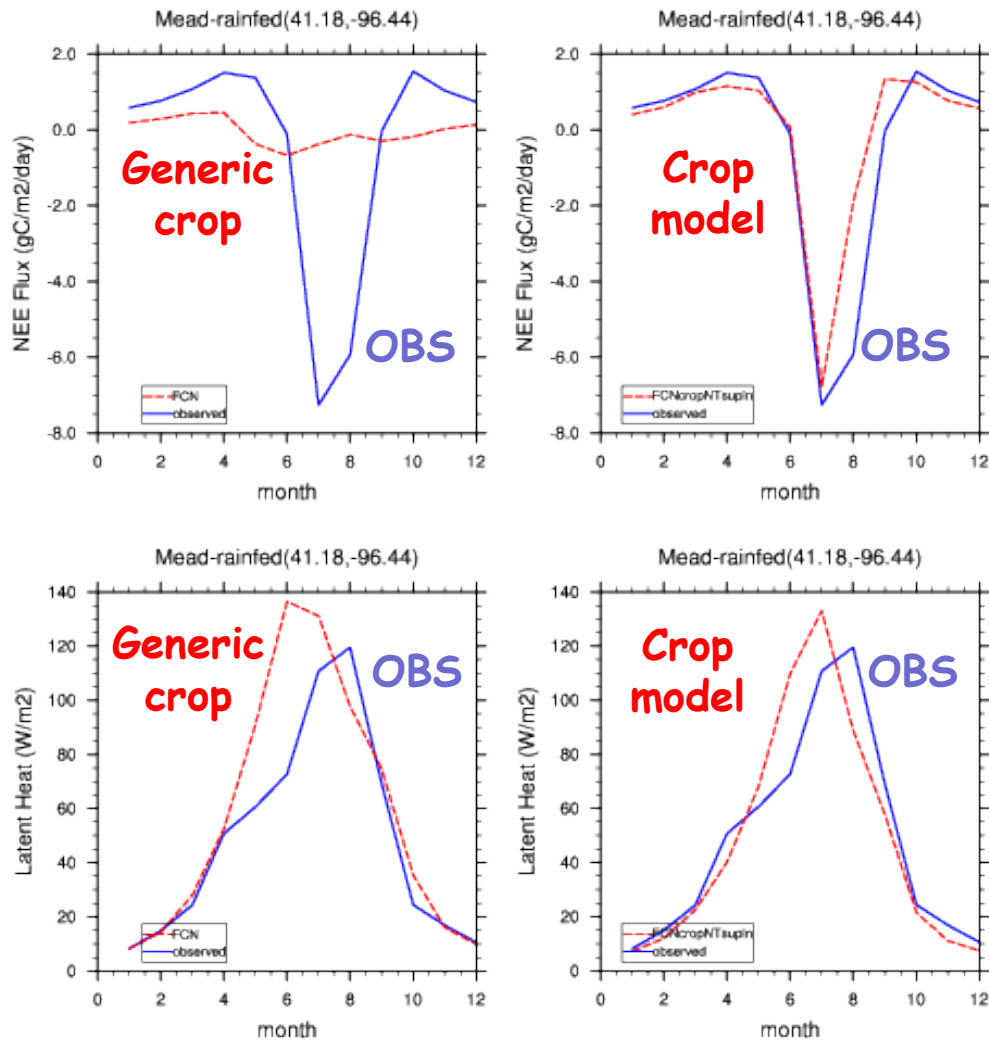 Mead-rainfed(41.18,-96.44)
2.0
0.0
-2.0
-4.0
-6.0
-8.0
NEE Flux (gC/m2/day)
Generic
crop
OBS
FCN
observed
0 2 4 6 8 10 12
month
Mead-rainfed(41.18,-96.44)
2.0
0.0
-2.0
-4.0
-6.0
-8.0
NEE Flux (gC/m2/day)
Crop
model
OBS
FCNcropNTsupln
observed
0 2 4 6 8 10 12
month
Mead-rainfed(41.18,-96.44)
140
120
100
80
60
40
20
0
Latent Heat (W/m2)
Generic
crop
OBS
FCN
observed
0 2 4 6 8 10 12
month
Mead-rainfed(41.18,-96.44)
140
120
100
80
60
40
20
0
Latent Heat (W/m2)
Crop
model
OBS
FCNcropNTsupln
observed
0 2 4 6 8 10 12
month